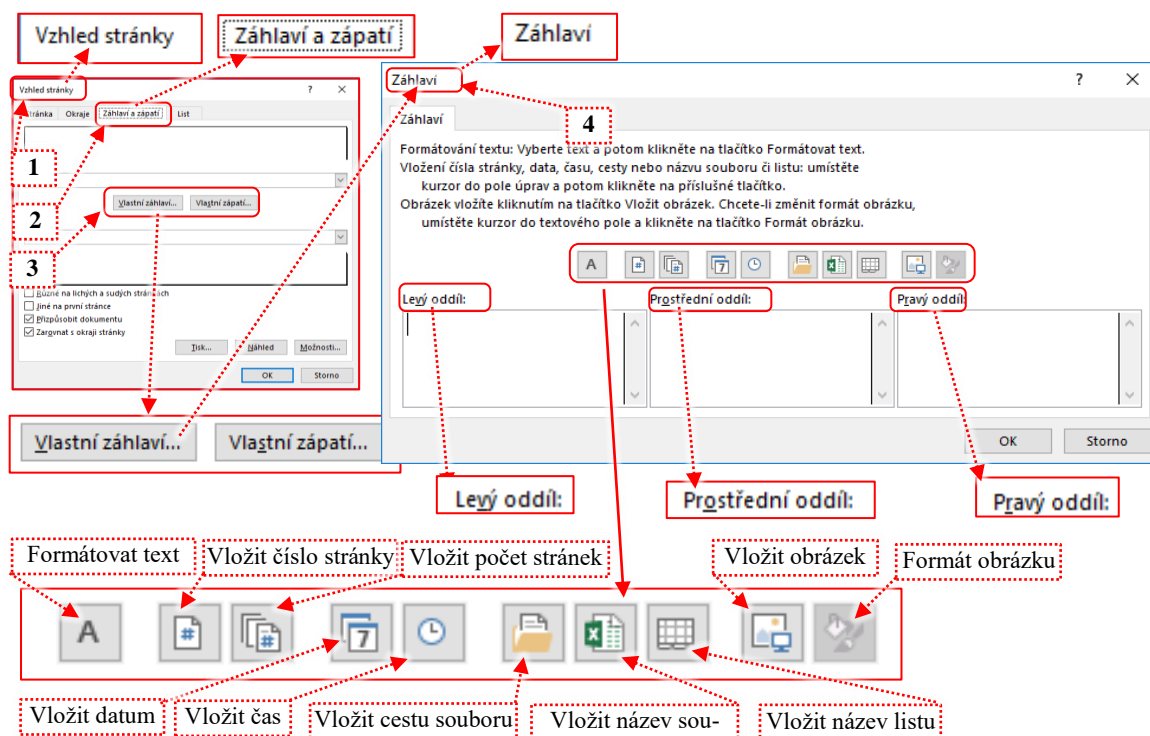 Vzhled stránky
Záhlaví a zápatí
Záhlaví
Vzhled stránky
? ×
Stránka Okraje Záhlaví a zápatí List
1
2
3
Vlastní záhlaví... Vlastní zápatí...
Různé na lichých a sudých stránkách
Jiné na první stránce
Přizpůsobit dokumentu
Zarovnat s okraji stránky
Tisk... Náhled Možnosti...
OK Storno
Záhlaví
? ×
Záhlaví
4
Formátování textu: Vyberte text a potom klikněte na tlačítko Formátovat text.
Vložení čísla stránky, data, času, cesty nebo názvu souboru či listu: umístěte
kurzor do pole úprav a potom klikněte na příslušné tlačítko.
Obrázek vložíte kliknutím na tlačítko Vložit obrázek. Chcete-li změnit formát obrázku,
umístěte kurzor do textového pole a klikněte na tlačítko Formát obrázku.
A # # 7
Levý oddíl: Prostřední oddíl: Pravý oddíl:
OK Storno
Vlastní záhlaví... Vlastní zápatí...
Levý oddíl: Prostřední oddíl: Pravý oddíl:
Formátovat text Vložit číslo stránky Vložit počet stránek Vložit obrázek Formát obrázku
A # # 7
Vložit datum Vložit čas Vložit cestu souboru Vložit název sou- Vložit název listu